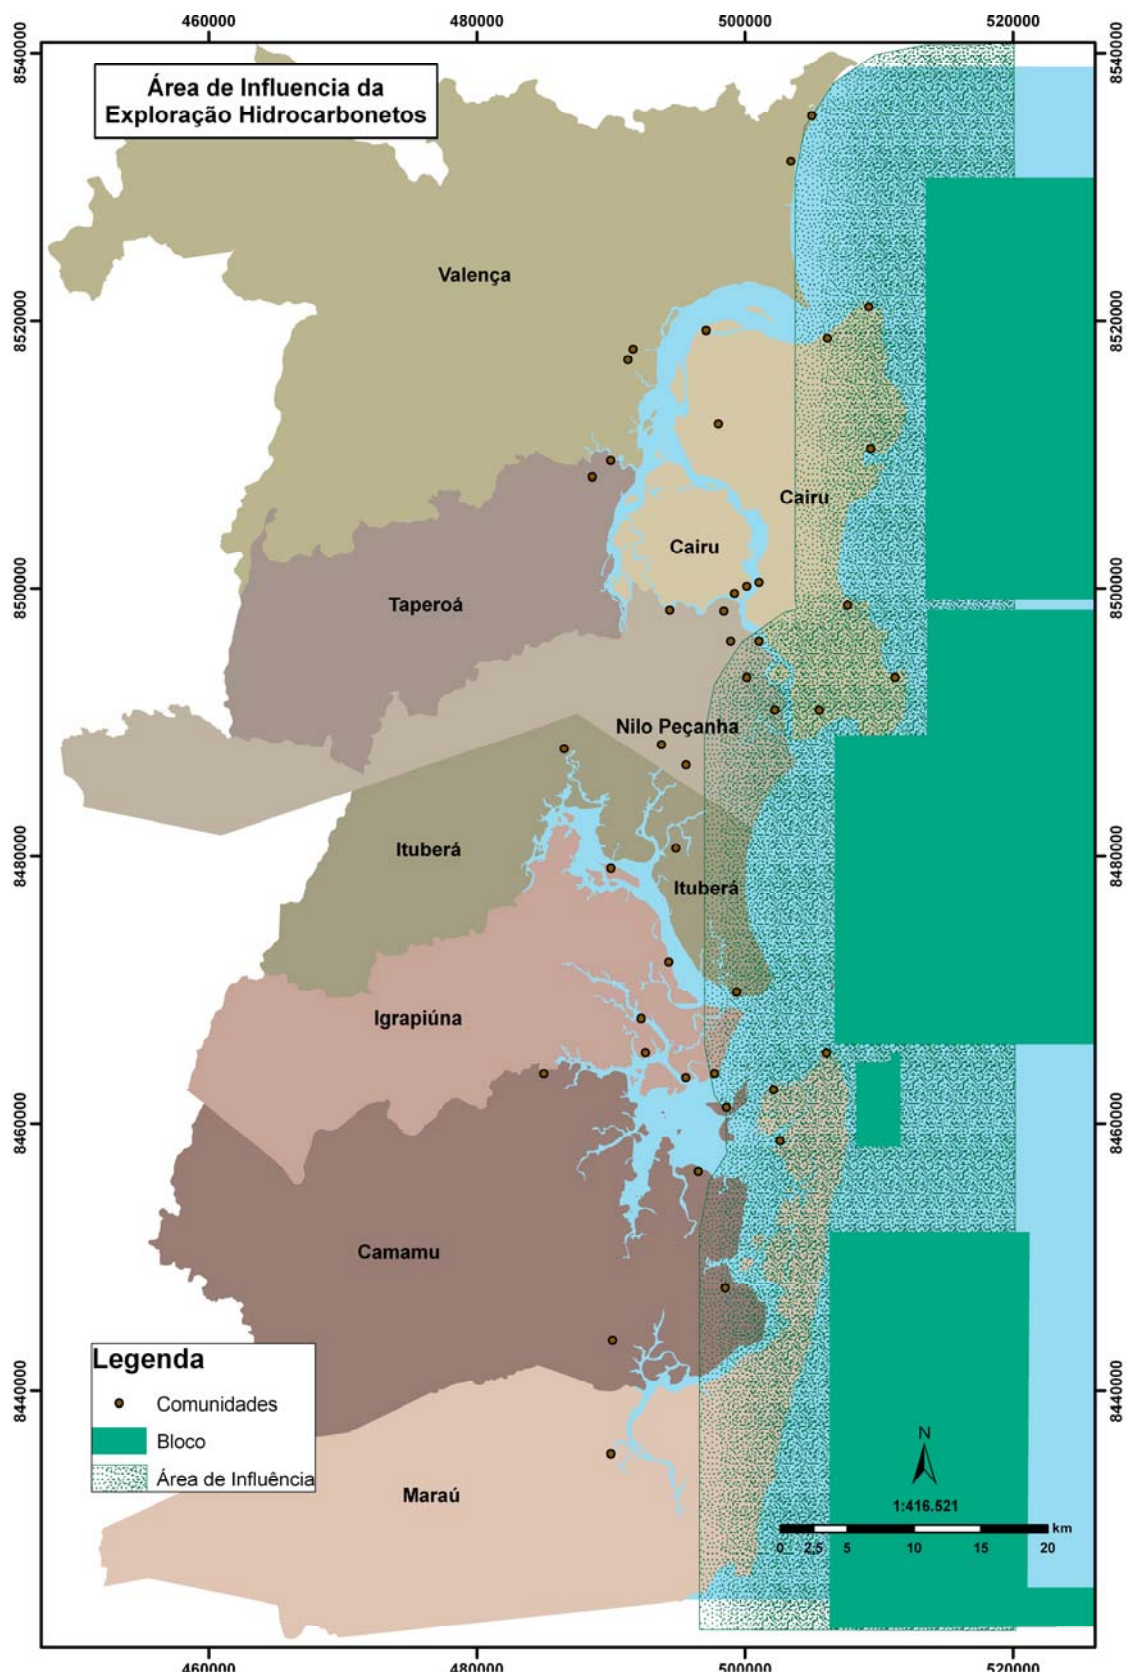 460000 480000 500000 520000
8540000 8540000
Área de Influencia da
Exploração Hidrocarbonetos
Valença
8520000 8520000
Cairu
Cairu
8500000 8500000
Taperoá
Nilo Peçanha
Ituberá
8480000 8480000
Ituberá
Igrapiúna
8460000 8460000
Camamu
Legenda
Comunidades
Bloco
Área de Influência
8440000 8440000
N
1:416.521
km
0 2,5 5 10 15 20
Maraú
460000 480000 500000 520000